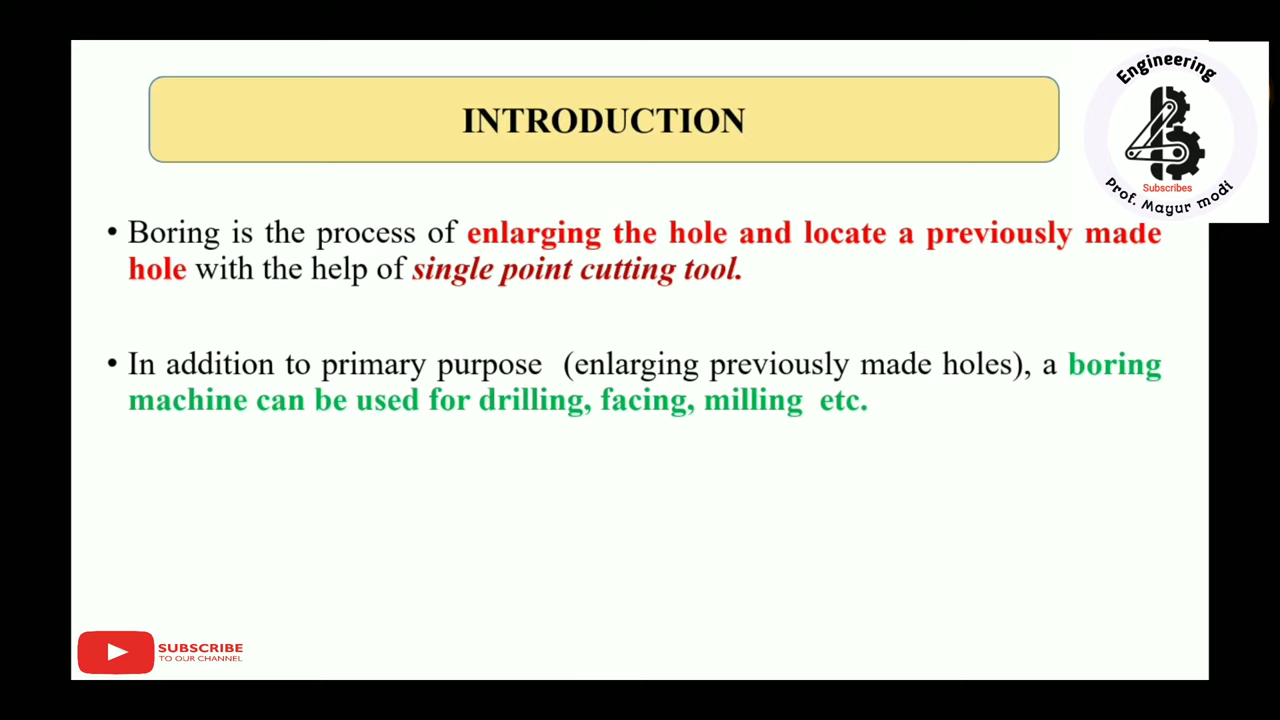 INTRODUCTION
Engineering
Subscribes
Prof. Mayur modi
• Boring is the process of enlarging the hole and locate a previously made
hole with the help of single point cutting tool.
• In addition to primary purpose (enlarging previously made holes), a boring
machine can be used for drilling, facing, milling etc.
SUBSCRIBE
TO OUR CHANNEL